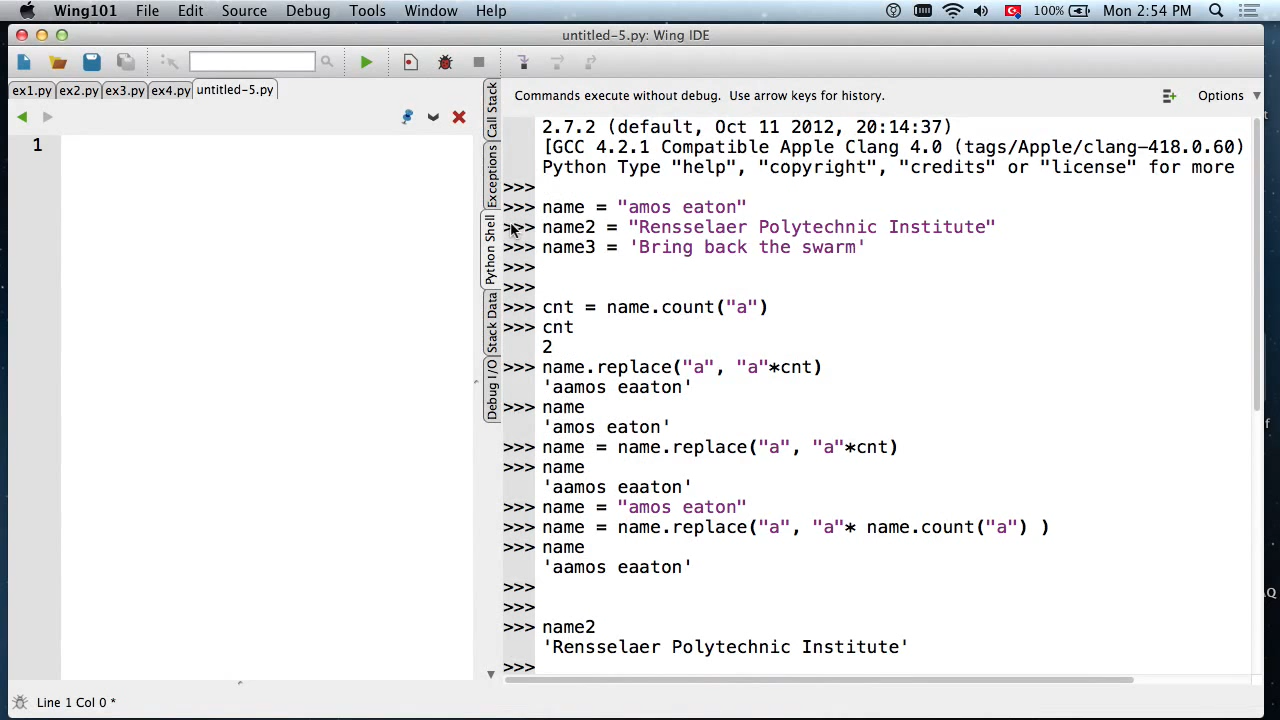 Wing101 File Edit Source Debug Tools Window Help 100% Mon 2:54 PM
untitled-5.py: Wing IDE
ex1.py ex2.py ex3.py ex4.py untitled-5.py
Commands execute without debug. Use arrow keys for history. Options
1
Call Stack
Exceptions
Python Shell
Stack Data
Debug I/O
2.7.2 (default, Oct 11 2012, 20:14:37)
[GCC 4.2.1 Compatible Apple Clang 4.0 (tags/Apple/clang-418.0.60)
Python Type "help", "copyright", "credits" or "license" for more
>>>
>>> name = "amos eaton"
>>> name2 = "Rensselaer Polytechnic Institute"
>>> name3 = 'Bring back the swarm'
>>>
>>>
>>> cnt = name.count("a")
>>> cnt
2
>>> name.replace("a", "a"*cnt)
'aamos eaaton'
>>> name
'amos eaton'
>>> name = name.replace("a", "a"*cnt)
>>> name
'aamos eaaton'
>>> name = "amos eaton"
>>> name = name.replace("a", "a"* name.count("a") )
>>> name
'aamos eaaton'
>>>
>>>
>>> name2
'Rensselaer Polytechnic Institute'
>>>
Line 1 Col 0 *